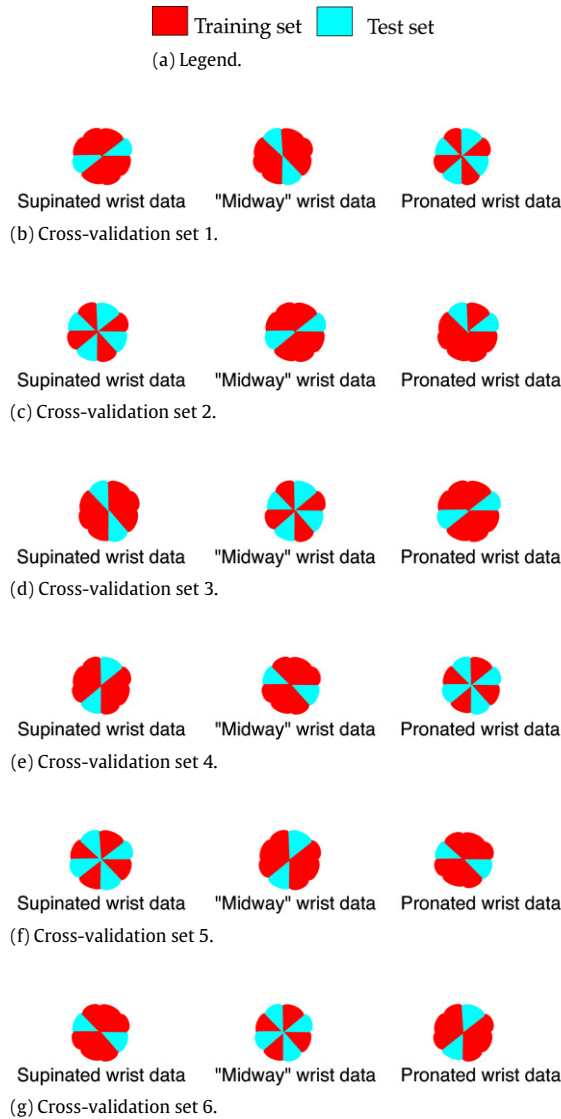 Training set Test set
(a) Legend.
Supinated wrist data "Midway" wrist data Pronated wrist data
(b) Cross-validation set 1.
Supinated wrist data "Midway" wrist data Pronated wrist data
(c) Cross-validation set 2.
Supinated wrist data "Midway" wrist data Pronated wrist data
(d) Cross-validation set 3.
Supinated wrist data "Midway" wrist data Pronated wrist data
(e) Cross-validation set 4.
Supinated wrist data "Midway" wrist data Pronated wrist data
(f) Cross-validation set 5.
Supinated wrist data "Midway" wrist data Pronated wrist data
(g) Cross-validation set 6.